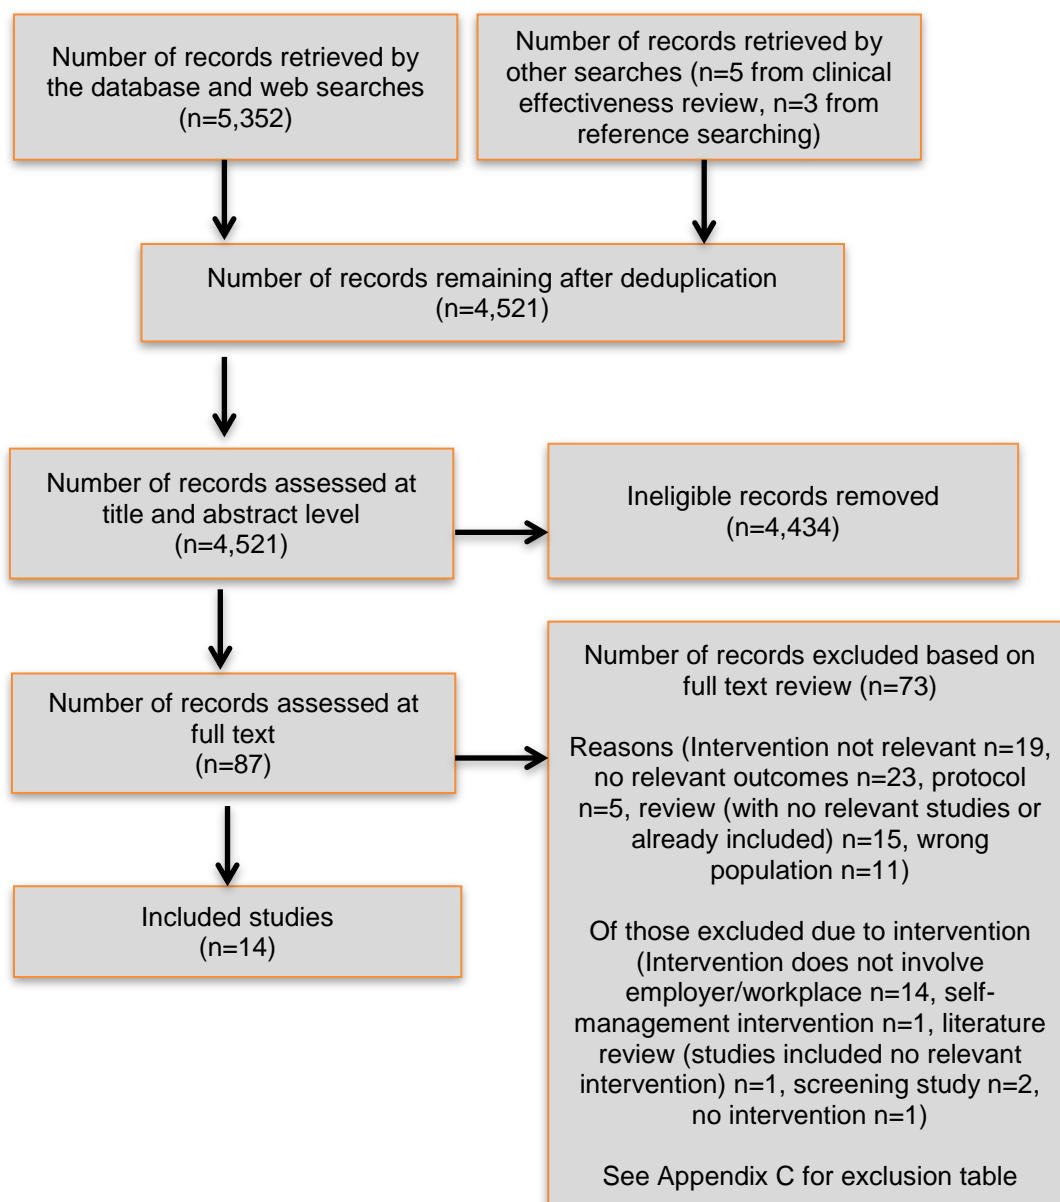 Number of records retrieved by
the database and web searches
(n=5,352)
Number of records retrieved by
other searches (n=5 from clinical
effectiveness review, n=3 from
reference searching)
Number of records remaining after deduplication
(n=4,521)
Number of records assessed at
title and abstract level
(n=4,521)
Ineligible records removed
(n=4,434)
Number of records assessed at
full text
(n=87)
Number of records excluded based on
full text review (n=73)
Reasons (Intervention not relevant n=19,
no relevant outcomes n=23, protocol
n=5, review (with no relevant studies or
already included) n=15, wrong
population n=11)
Of those excluded due to intervention
(Intervention does not involve
employer/workplace n=14, self-
management intervention n=1, literature
review (studies included no relevant
intervention) n=1, screening study n=2,
no intervention n=1)
See Appendix C for exclusion table
Included studies
(n=14)